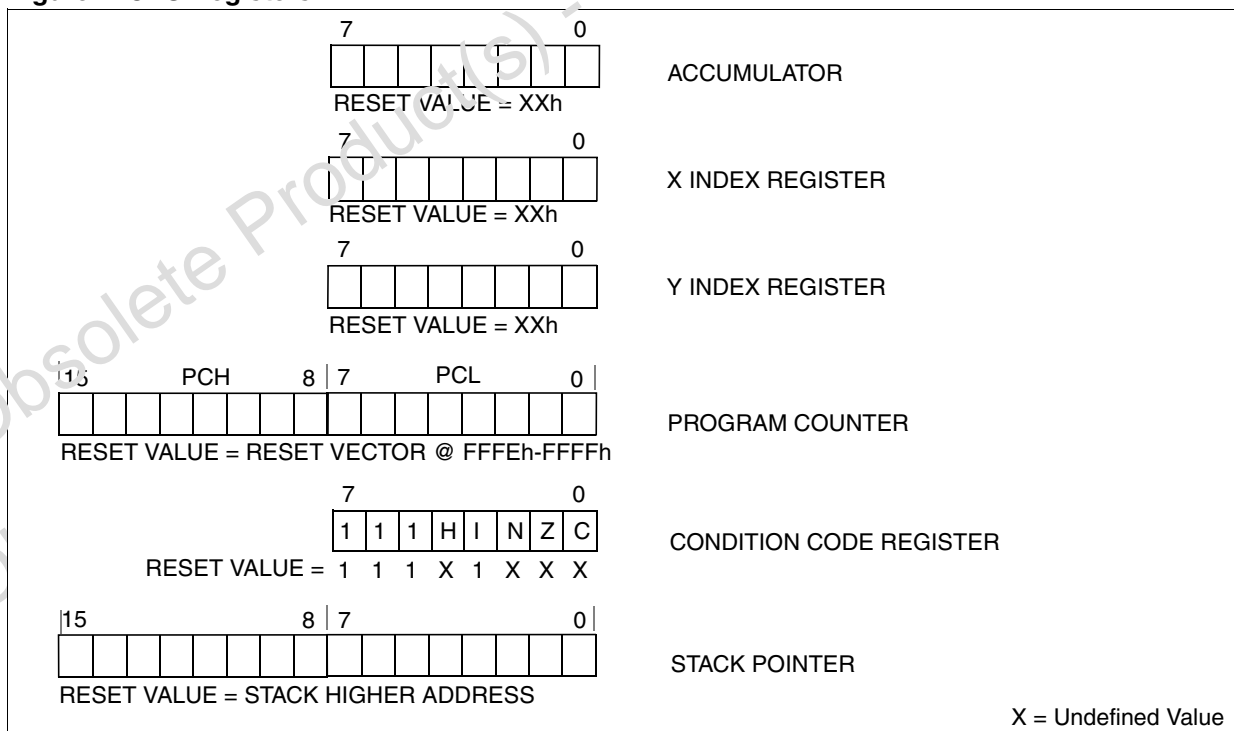 7 0
ACCUMULATOR
RESET VALUE = XXh
7 0
X INDEX REGISTER
RESET VALUE = XXh
7 0
Y INDEX REGISTER
RESET VALUE = XXh
15 PCH 8 7 PCL 0
PROGRAM COUNTER
RESET VALUE = RESET VECTOR @ FFFEh-FFFFh
7 0
1 1 1 H I N Z C
CONDITION CODE REGISTER
RESET VALUE = 1 1 1 X 1 X X X
15 8 7 0
STACK POINTER
RESET VALUE = STACK HIGHER ADDRESS
X = Undefined Value
Obsolete Product(s) -